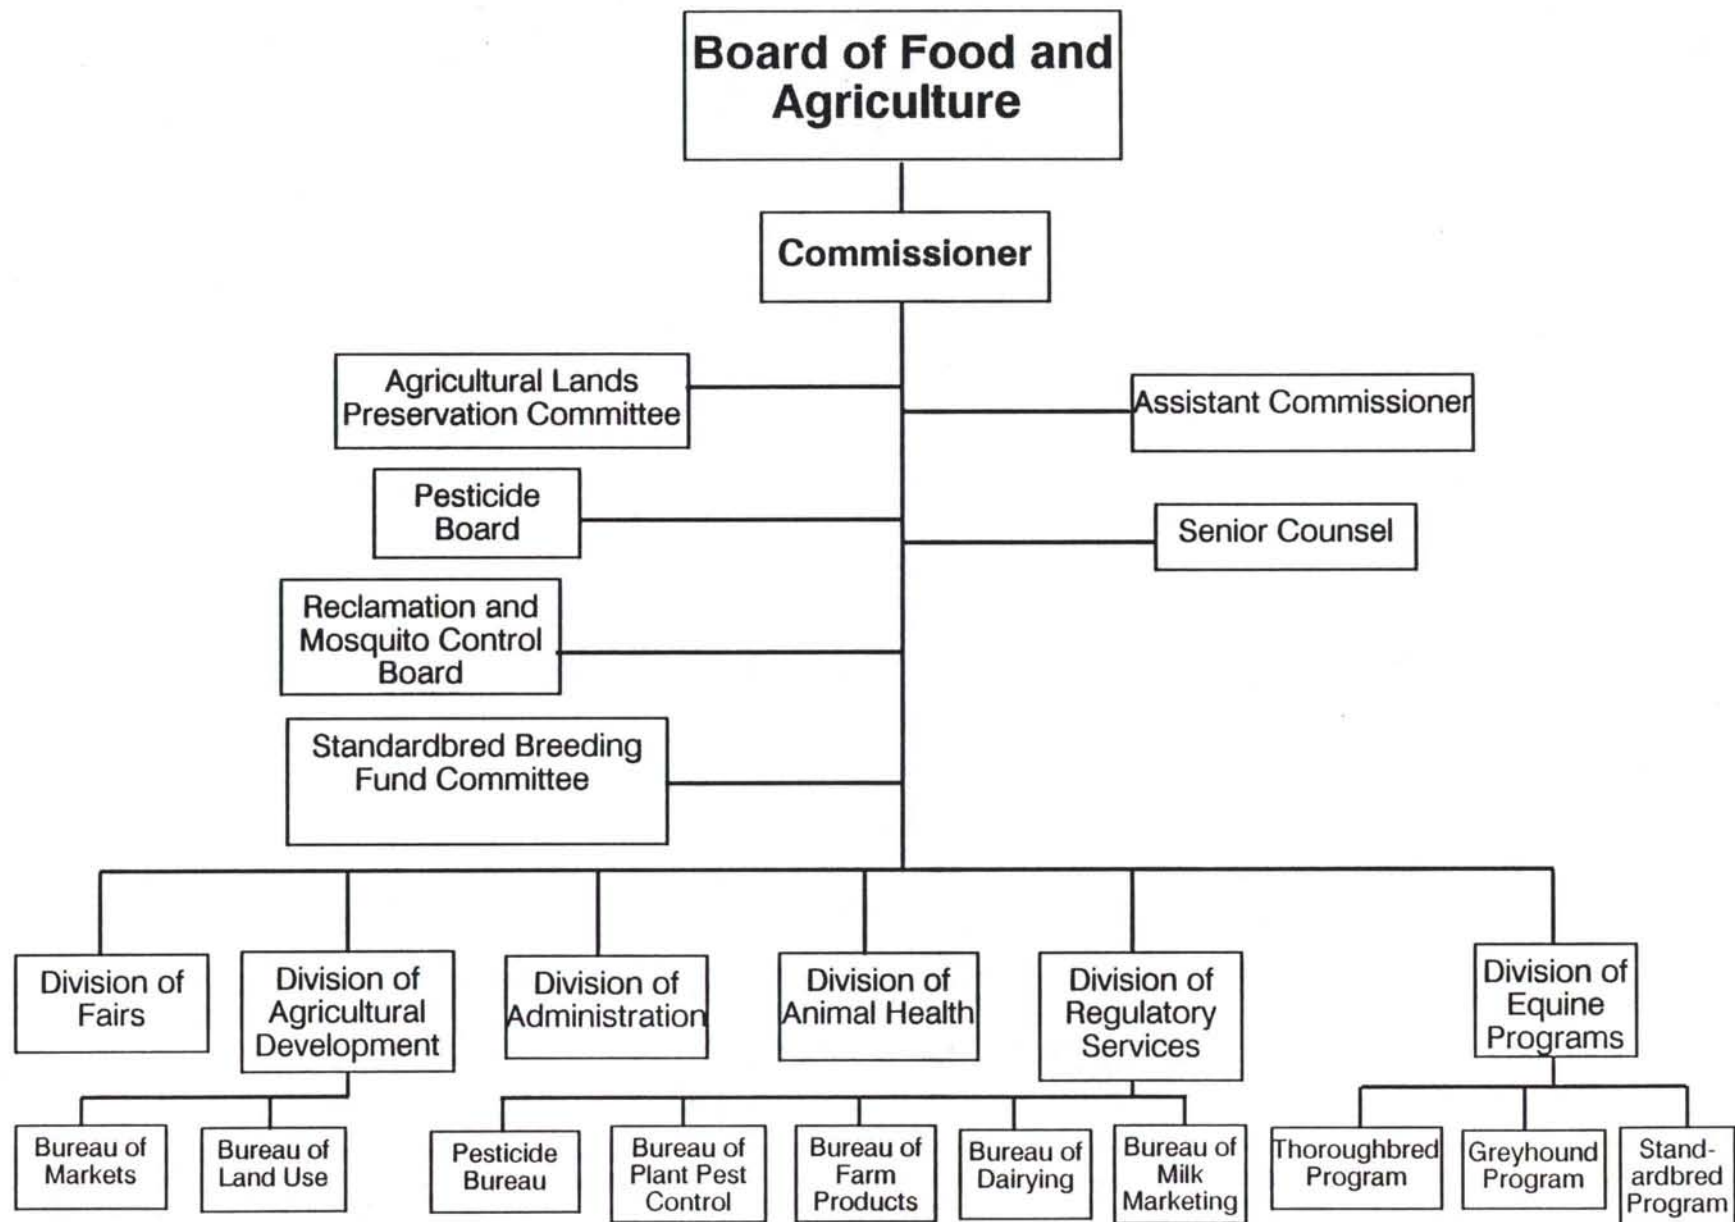 Board of Food and
Agriculture
Commissioner
Agricultural Lands
Preservation Committee
Assistant Commissioner
Pesticide
Board
Senior Counsel
Reclamation and
Mosquito Control
Board
Standardbred Breeding
Fund Committee
Division of
Fairs
Division of
Agricultural
Development
Division of
Administration
Division of
Animal Health
Division of
Regulatory
Services
Division of
Equine
Programs
Bureau of
Markets
Bureau of
Land Use
Pesticide
Bureau
Bureau of
Plant Pest
Control
Bureau of
Farm
Products
Bureau of
Dairying
Bureau of
Milk
Marketing
Thoroughbred
Program
Greyhound
Program
Stand-
ardbred
Program